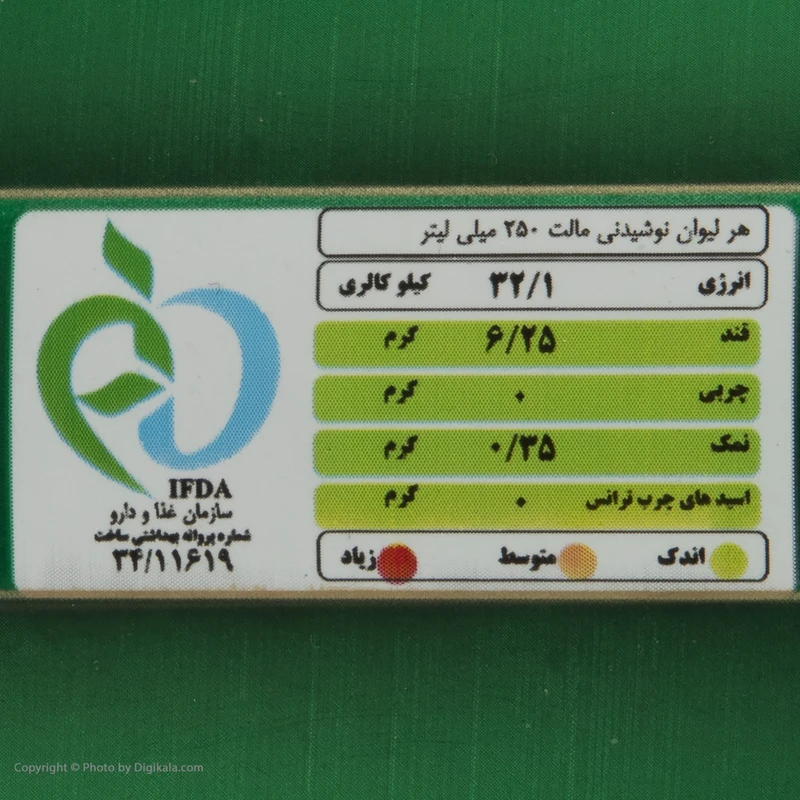 هر لیوان نوشیدنی مالت ۲۵۰ میلی لیتر
انرژی ۳۲/۱ کیلو کالری
قند ۶/۲۵ گرم
چربی ۰ گرم
نمک ۰/۳۵ گرم
اسید های چرب ترانس ۰ گرم
اندک متوسط زیاد
IFDA
سازمان غذا و دارو
شماره پروانه بهداشتی ساخت
۳۴/۱۱۶۱۹
Copyright © Photo by Digikala.com